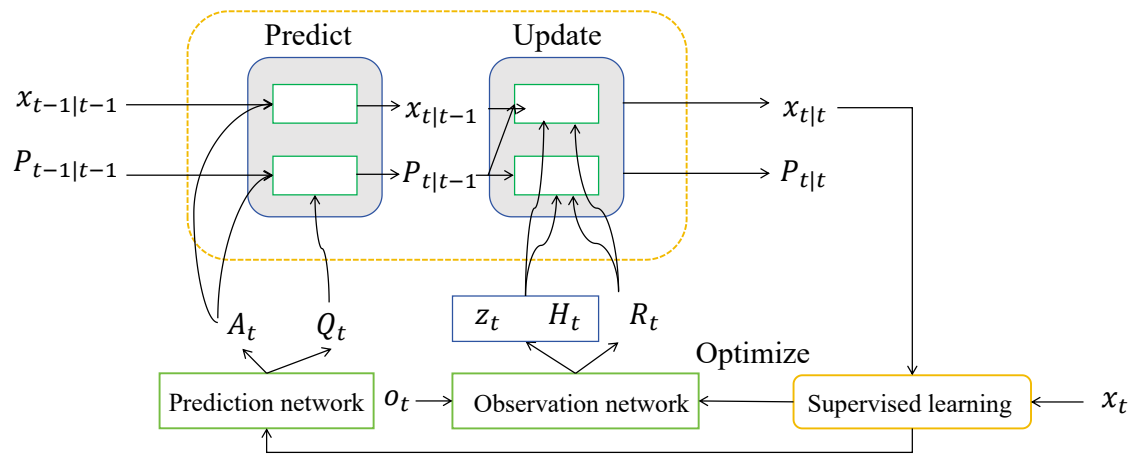 Predict
Update
x_{t-1|t-1}
x_{t|t-1}
x_{t|t}
P_{t-1|t-1}
P_{t|t-1}
P_{t|t}
A_t
Q_t
z_t
H_t
R_t
Optimize
Prediction network
o_t
Observation network
Supervised learning
x_t